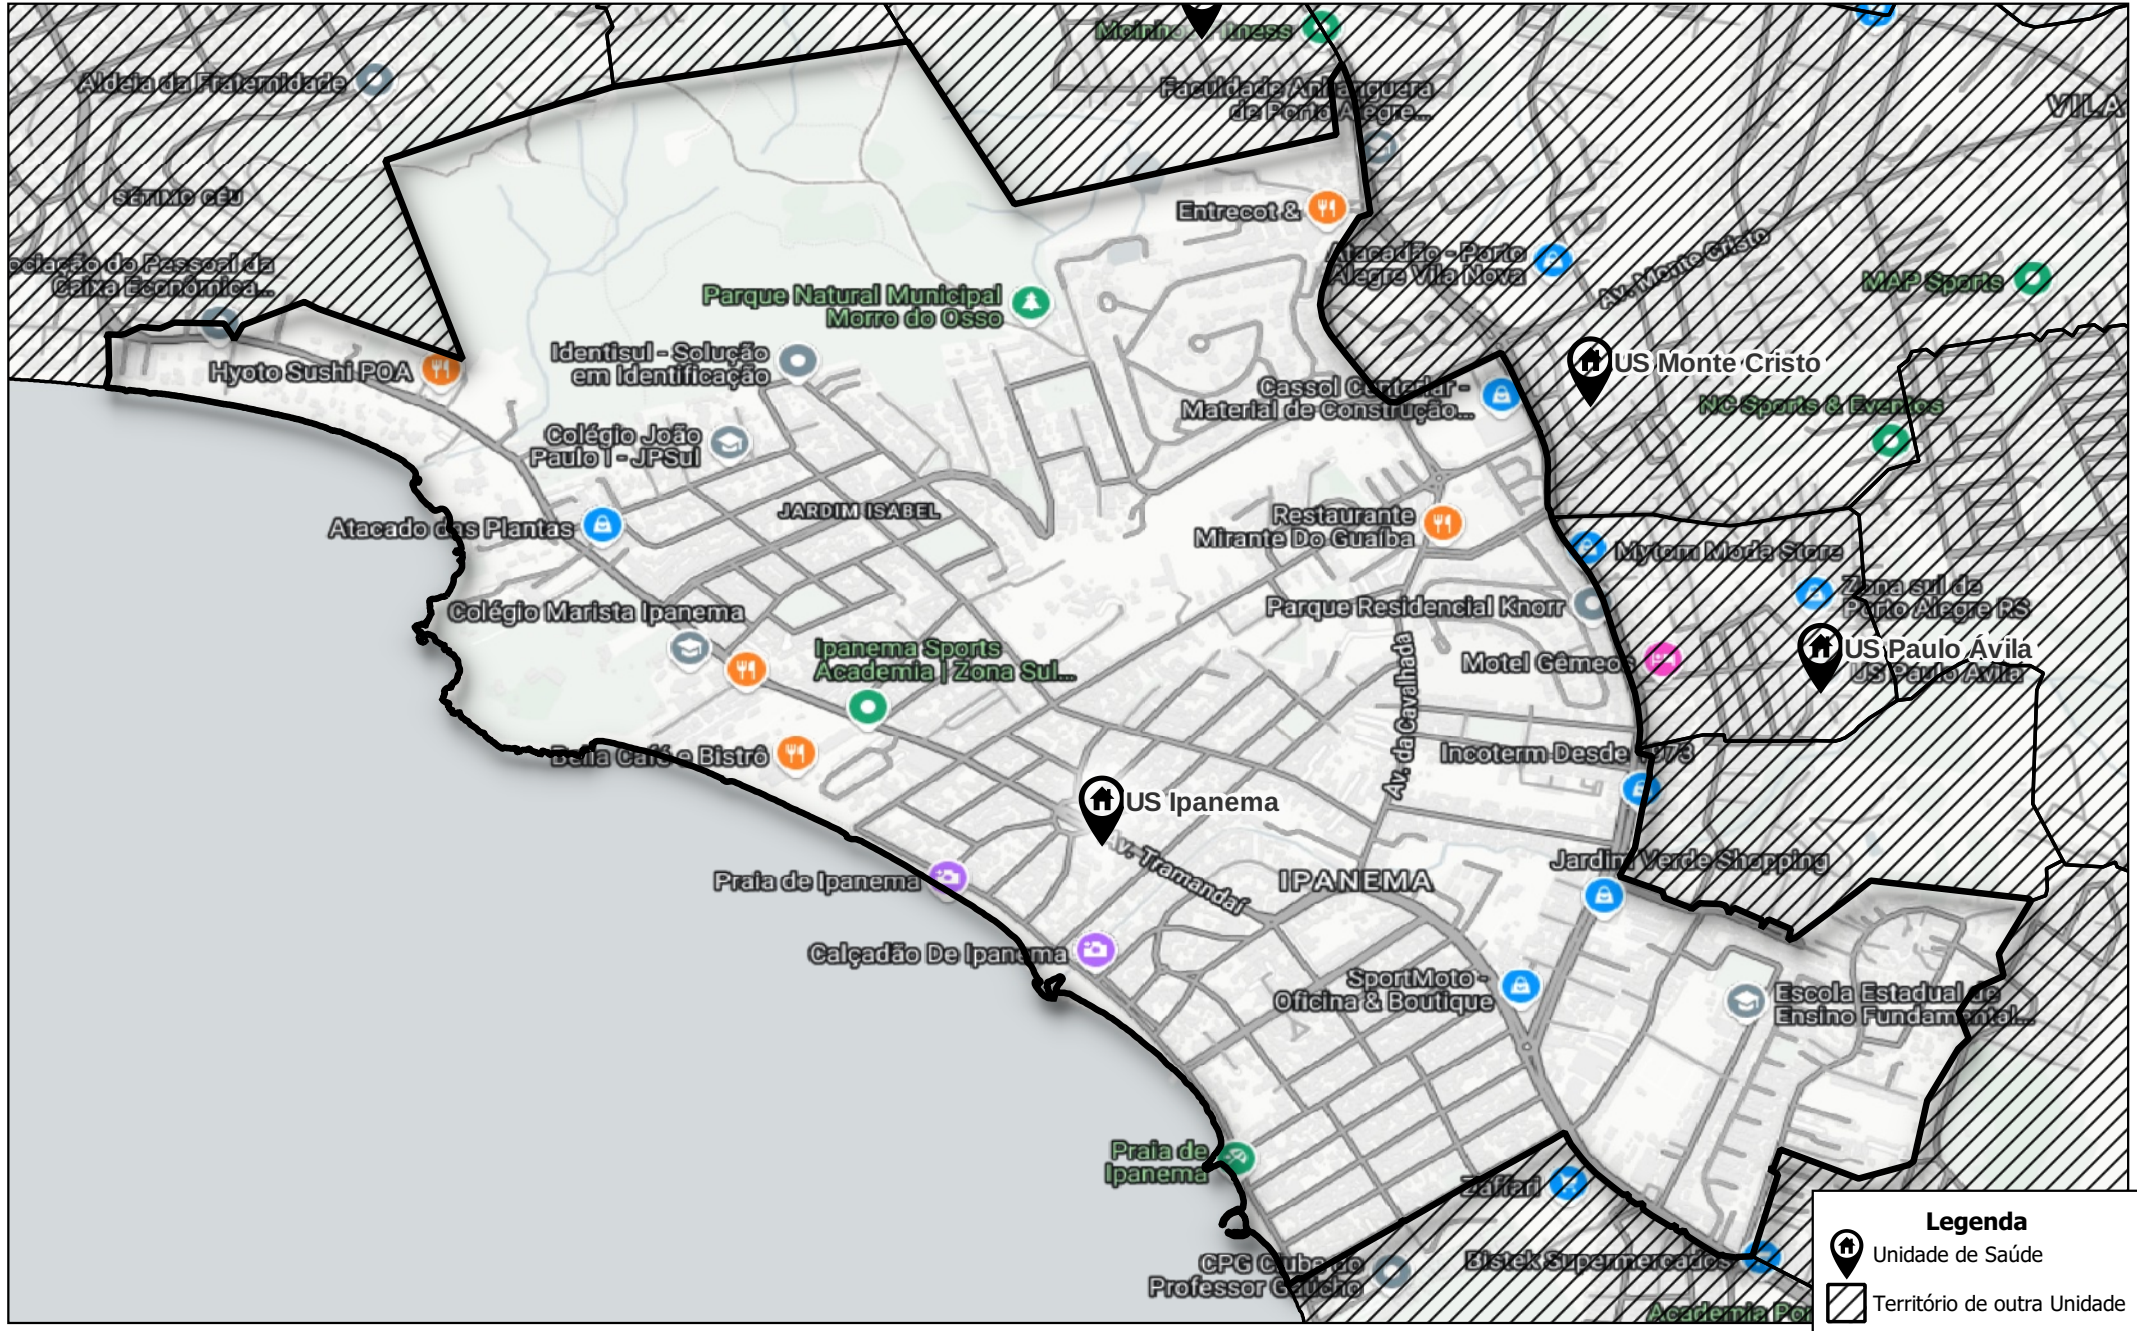 Moinho Fitness
Aldeia da Fraternidade
Faculdade Anhanguera
de Porto Alegre...
VILA
SÉTIMO CÉU
Entrecot &
Atacadão - Porto
Alegre Vila Nova
Av. Monte Cristo
MAP Sports
ociação do Pessoal da
Caixa Econômica...
Parque Natural Municipal
Morro do Osso
Identisul - Solução
em Identificação
Hyoto Sushi POA
US Monte Cristo
Cassol Centerlar -
Material de Construção...
NC Sports & Eventos
Colégio João
Paulo I - JPSul
JARDIM ISABEL
Atacado das Plantas
Restaurante
Mirante Do Guaíba
Mytom Moda Store
Zona sul de
Porto Alegre RS
Colégio Marista Ipanema
Parque Residencial Knorr
Ipanema Sports
Academia | Zona Sul...
Av. da Cavalhada
Motel Gêmeos
US Paulo Ávila
US Paulo Ávila
Bella Café e Bistrô
Incoterm Desde 1973
US Ipanema
Av. Tramandaí
Jardim Verde Shopping
Praia de Ipanema
IPANEMA
Calçadão De Ipanema
SportMoto -
Oficina & Boutique
Escola Estadual de
Ensino Fundamental...
Praia de
Ipanema
Zaffari
CPG Clube do
Professor Gaúcho
Bistek Supermercados
Academia Por
Legenda
Unidade de Saúde
Território de outra Unidade